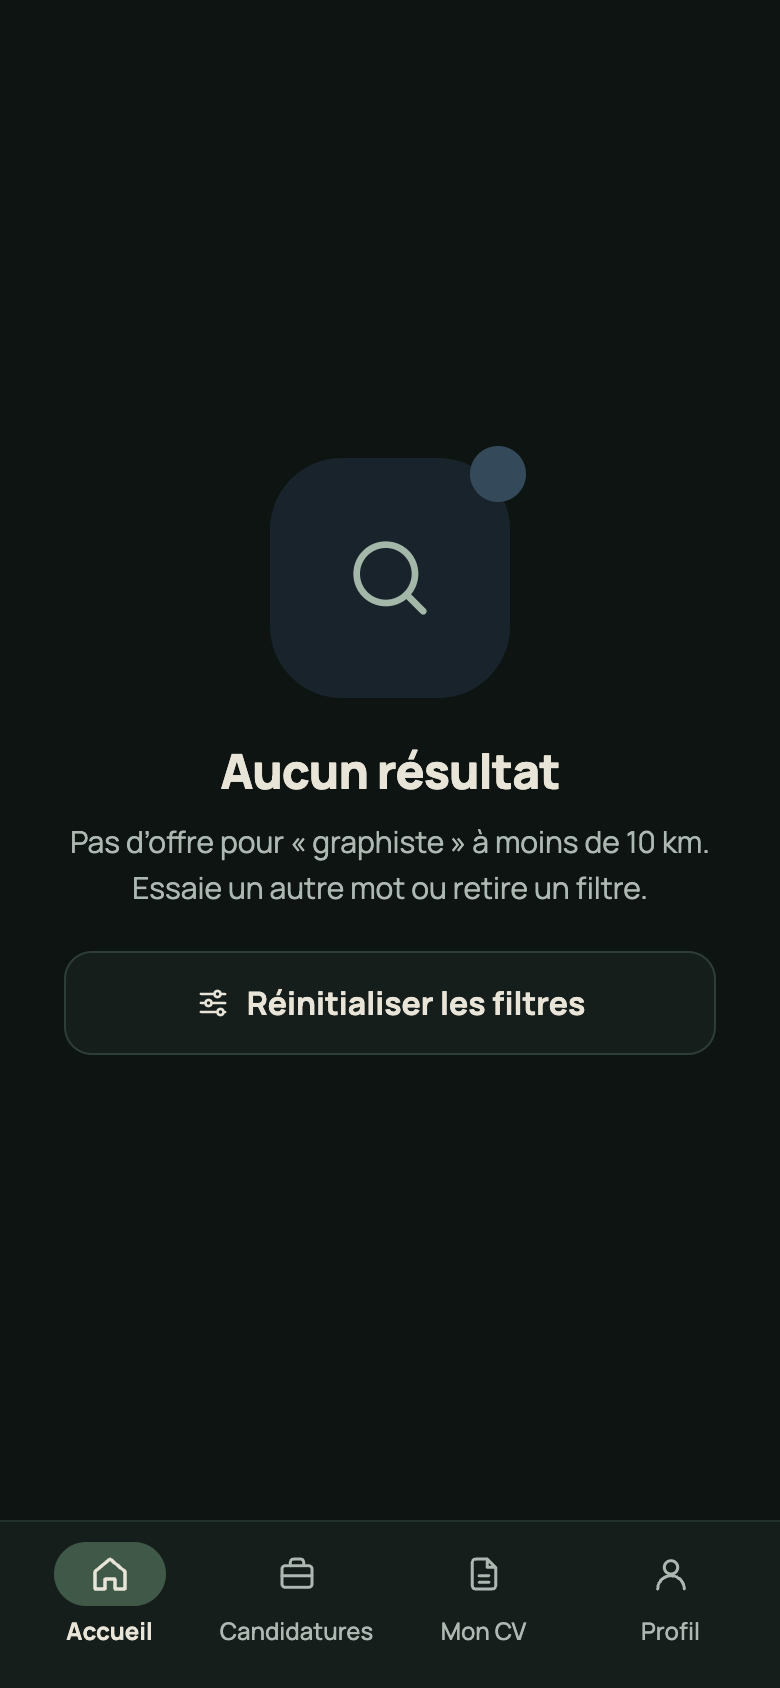 Aucun résultat
Pas d’offre pour « graphiste » à moins de 10 km.
Essaie un autre mot ou retire un filtre.
Réinitialiser les filtres
Accueil
Candidatures
Mon CV
Profil